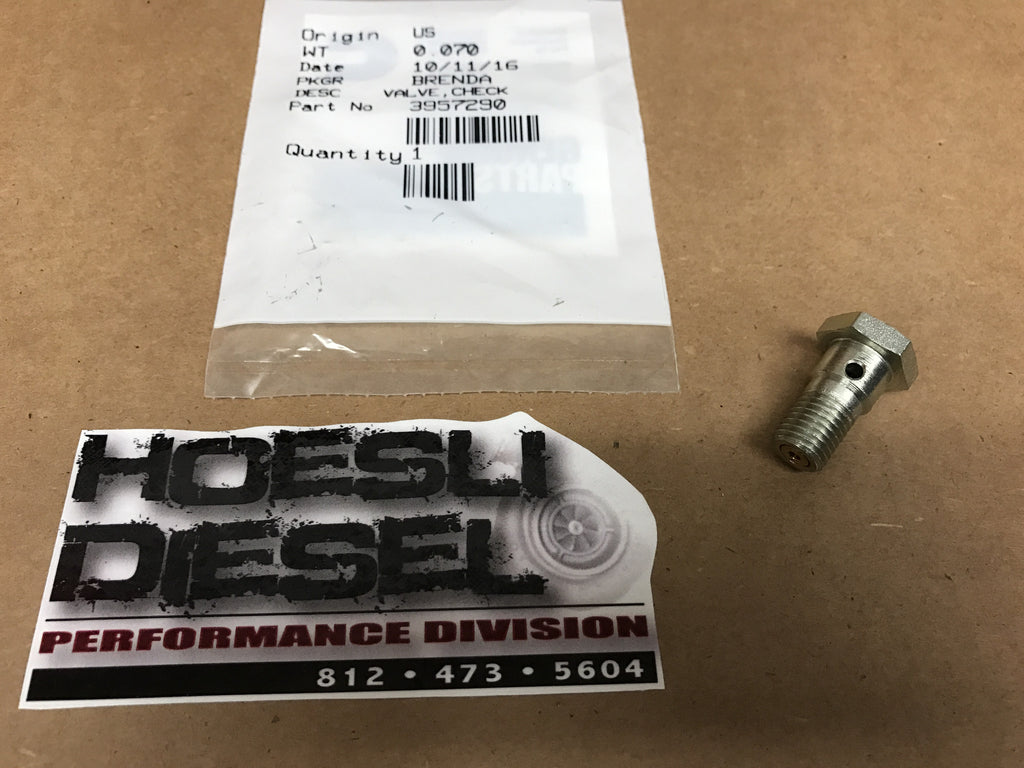 Origin US
WT 0.070
Date 10/11/16
PKGR BRENDA
DESC VALVE,CHECK
Part No 3957290
Quantity 1
HOESLI
DIESEL
PERFORMANCE DIVISION
812 • 473 • 5604